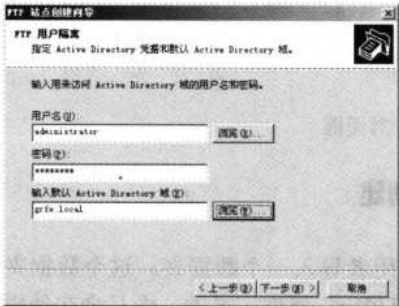 FTP 站点创建向导
FTP 用户隔离
指定 Active Directory 凭据和默认 Active Directory 域。
输入用来访问 Active Directory 域的用户名和密码。
用户名(U):
administrator
浏览(B)...
密码(P):
********
输入默认 Active Directory 域(E):
grfw.local
浏览(R)...
<上一步(B)
下一步(N)>
取消